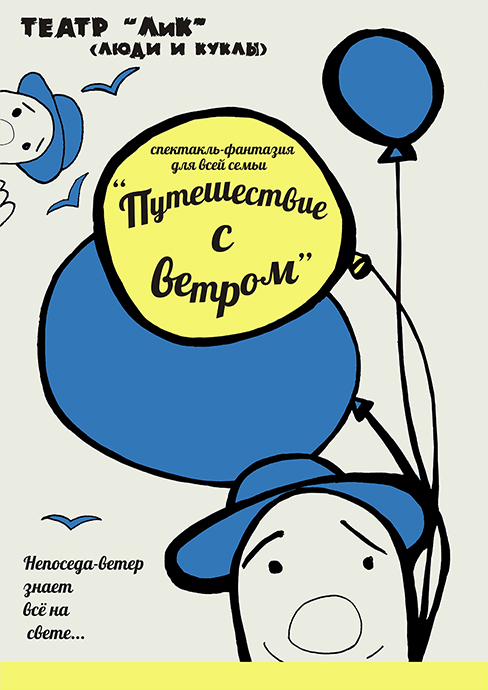 ТЕАТР "ЛиК"
(ЛЮДИ И КУКЛЫ)
спектакль-фантазия
для всей семьи
"Путешествие
с
ветром"
Непоседа-ветер
знает
всё на
свете...